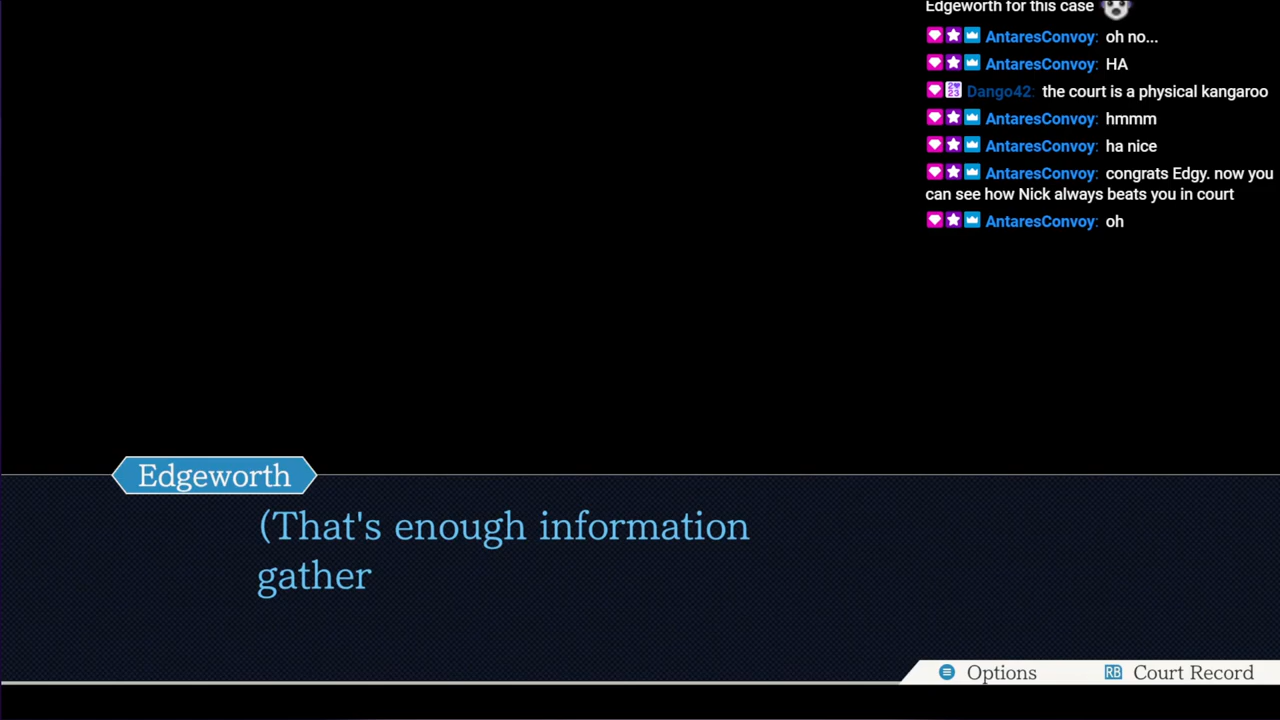 Edgeworth for this case
AntaresConvoy: oh no...
AntaresConvoy: HA
Dango42: the court is a physical kangaroo
AntaresConvoy: hmmm
AntaresConvoy: ha nice
AntaresConvoy: congrats Edgy. now you
can see how Nick always beats you in court
AntaresConvoy: oh
Edgeworth
(That's enough information
gather
Options
RB Court Record